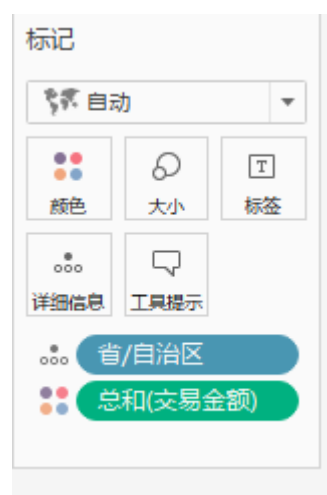 标记
自动
颜色 大小 T 标签
详细信息 工具提示
省/自治区
总和(交易金额)